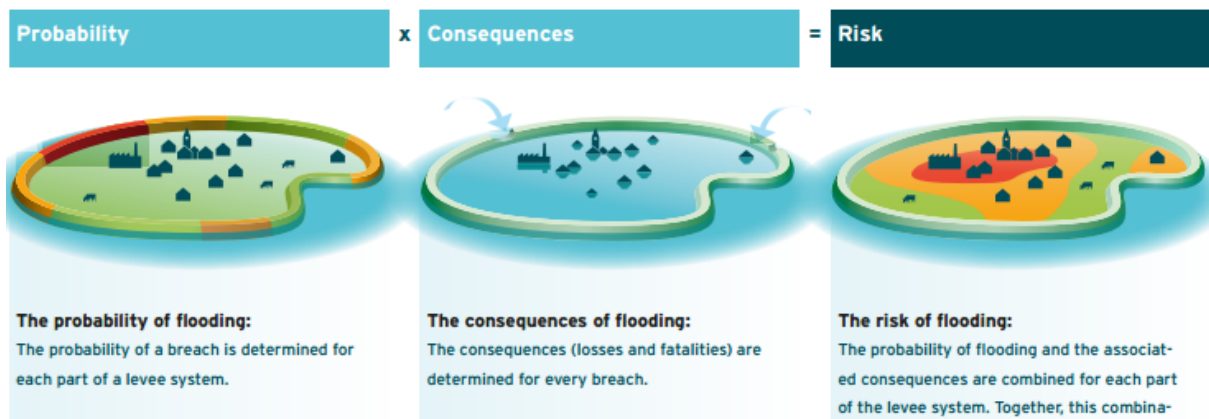 Probability x Consequences = Risk
The probability of flooding:
The probability of a breach is determined for
each part of a levee system.
The consequences of flooding:
The consequences (losses and fatalities) are
determined for every breach.
The risk of flooding:
The probability of flooding and the associat-
ed consequences are combined for each part
of the levee system. Together, this combina-